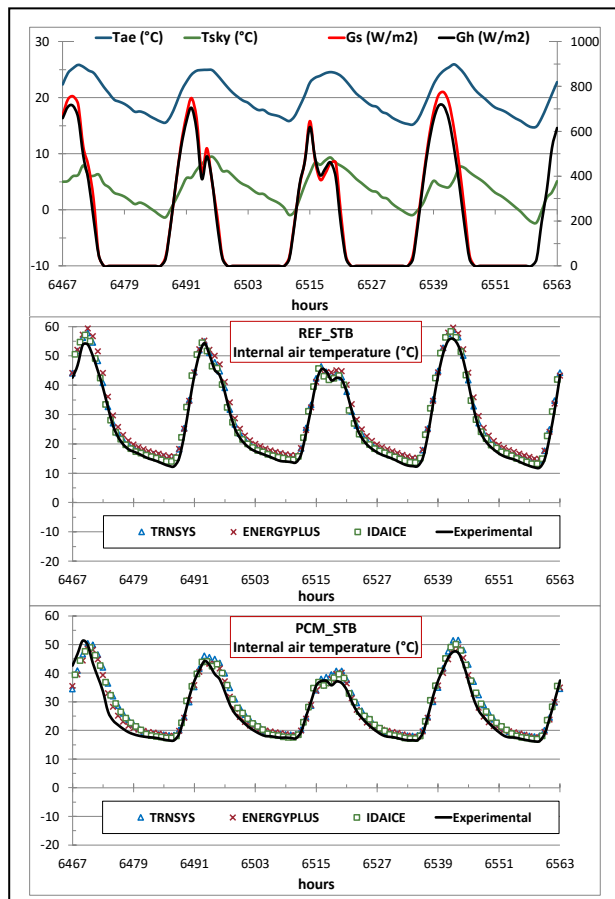 Tae (°C) Tsky (°C) Gs (W/m2) Gh (W/m2)
30 1000
20 800
10 600
0 400
200
-10 0
6467 6479 6491 6503 6515 6527 6539 6551 6563
hours
REF_STB
Internal air temperature (°C)
60
50
40
30
20
10
0
-10
-20
TRNSYS ENERGYPLUS IDAICE Experimental
6467 6479 6491 6503 6515 6527 6539 6551 6563
hours
PCM_STB
Internal air temperature (°C)
60
50
40
30
20
10
0
-10
-20
TRNSYS ENERGYPLUS IDAICE Experimental
6467 6479 6491 6503 6515 6527 6539 6551 6563
hours